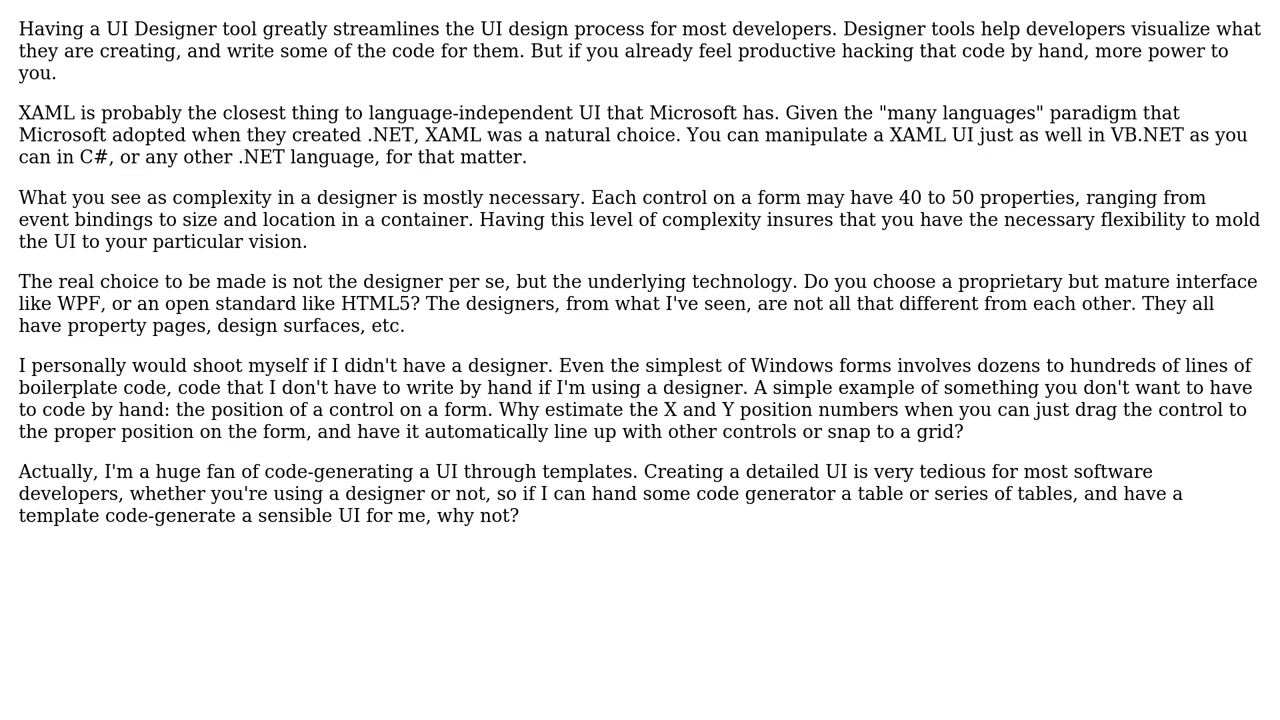 Having a UI Designer tool greatly streamlines the UI design process for most developers. Designer tools help developers visualize what
they are creating, and write some of the code for them. But if you already feel productive hacking that code by hand, more power to
you.
XAML is probably the closest thing to language-independent UI that Microsoft has. Given the "many languages" paradigm that
Microsoft adopted when they created .NET, XAML was a natural choice. You can manipulate a XAML UI just as well in VB.NET as you
can in C#, or any other .NET language, for that matter.
What you see as complexity in a designer is mostly necessary. Each control on a form may have 40 to 50 properties, ranging from
event bindings to size and location in a container. Having this level of complexity insures that you have the necessary flexibility to mold
the UI to your particular vision.
The real choice to be made is not the designer per se, but the underlying technology. Do you choose a proprietary but mature interface
like WPF, or an open standard like HTML5? The designers, from what I've seen, are not all that different from each other. They all
have property pages, design surfaces, etc.
I personally would shoot myself if I didn't have a designer. Even the simplest of Windows forms involves dozens to hundreds of lines of
boilerplate code, code that I don't have to write by hand if I'm using a designer. A simple example of something you don't want to have
to code by hand: the position of a control on a form. Why estimate the X and Y position numbers when you can just drag the control to
the proper position on the form, and have it automatically line up with other controls or snap to a grid?
Actually, I'm a huge fan of code-generating a UI through templates. Creating a detailed UI is very tedious for most software
developers, whether you're using a designer or not, so if I can hand some code generator a table or series of tables, and have a
template code-generate a sensible UI for me, why not?